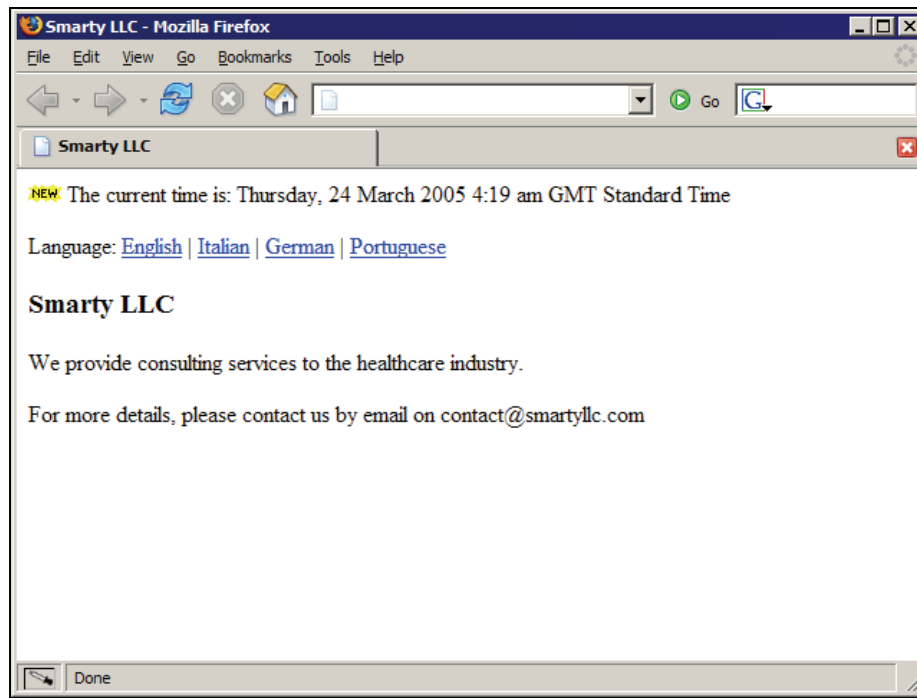 Smarty LLC - Mozilla Firefox
File Edit View Go Bookmarks Tools Help
Go G
Smarty LLC
NEW The current time is: Thursday, 24 March 2005 4:19 am GMT Standard Time
Language: English | Italian | German | Portuguese
Smarty LLC
We provide consulting services to the healthcare industry.
For more details, please contact us by email on contact@smartyllc.com
Done